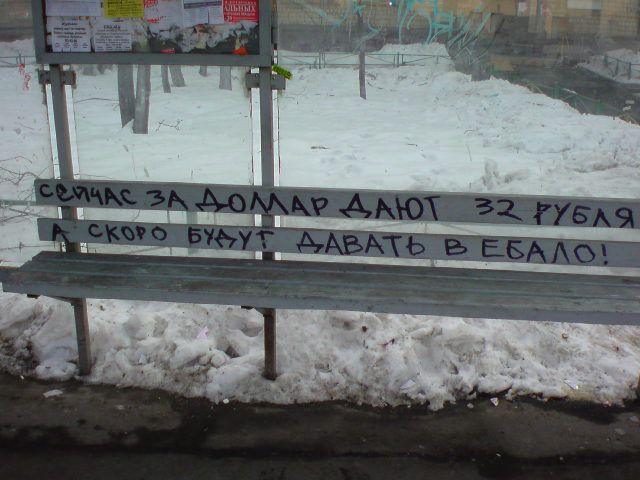 СЕЙЧАС ЗА ДОЛЛАР ДАЮТ 32 РУБЛЯ
А СКОРО БУДУТ ДАВАТЬ В ЕБАЛО!